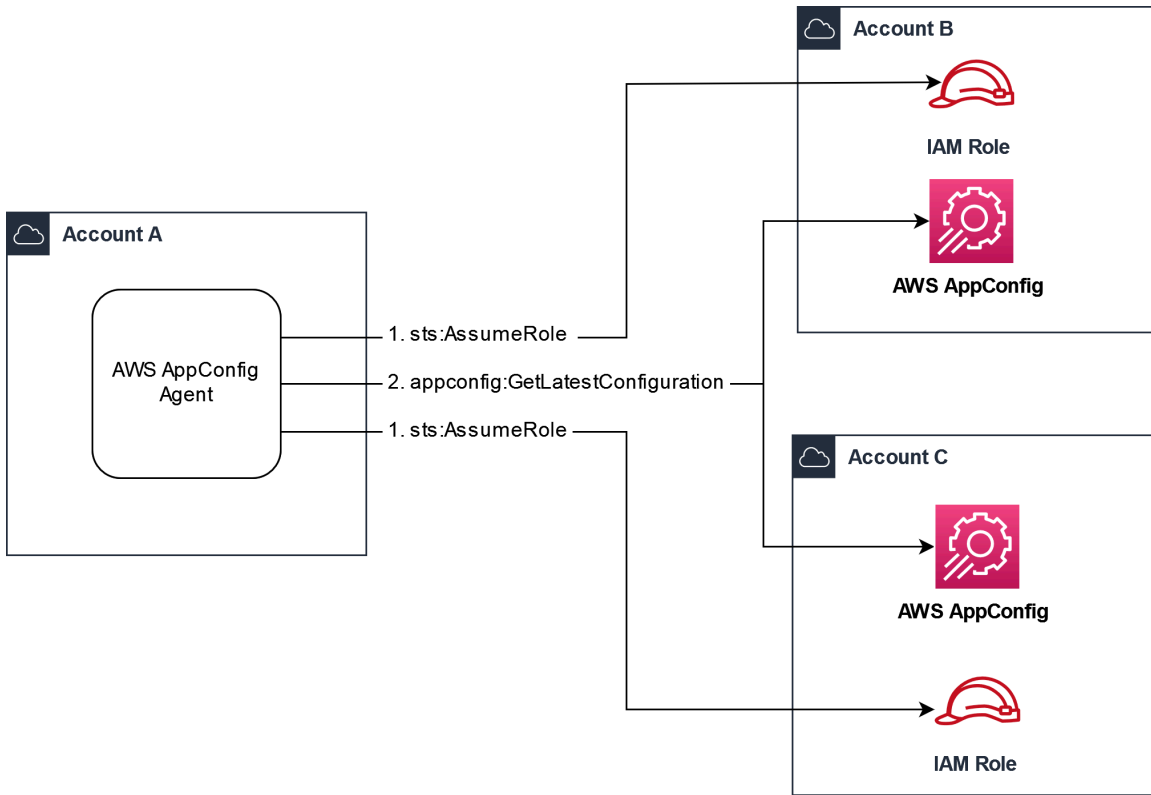 Account B
IAM Role
AWS AppConfig
Account A
AWS AppConfig
Agent
1. sts:AssumeRole
2. appconfig:GetLatestConfiguration
1. sts:AssumeRole
Account C
AWS AppConfig
IAM Role